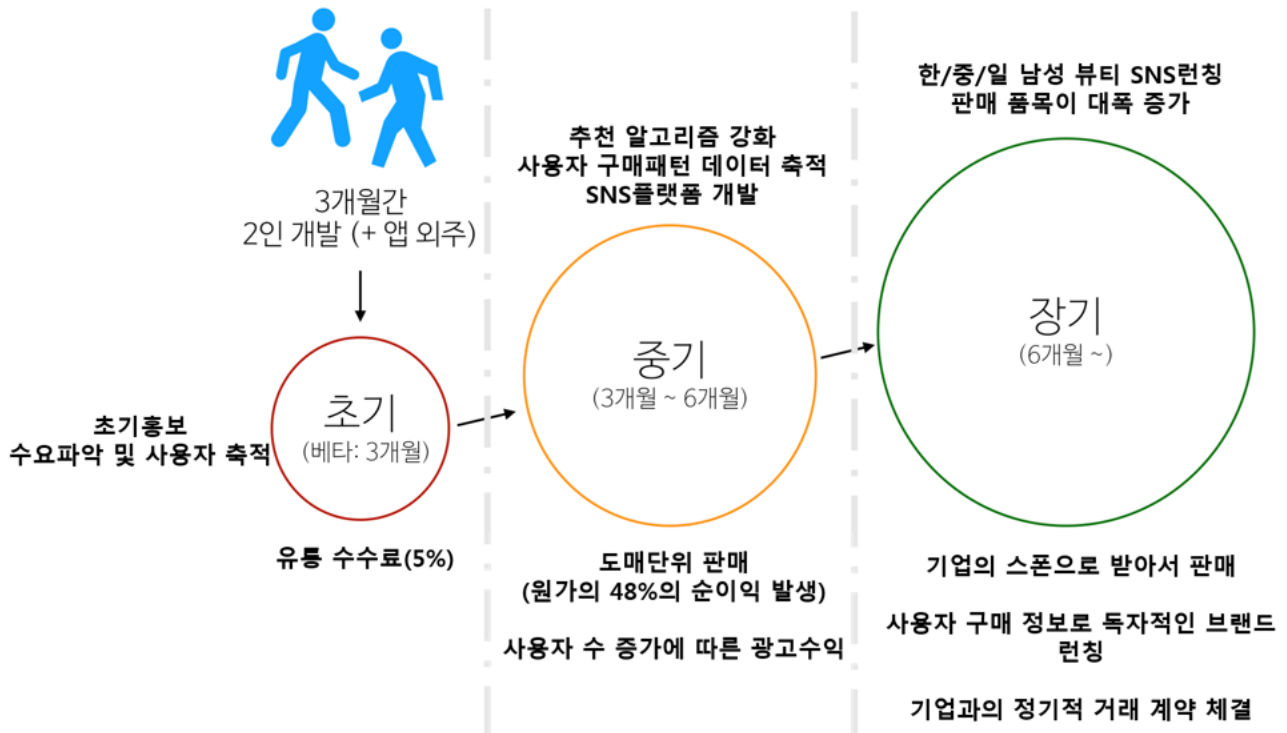 3개월간
2인 개발 (+ 앱 외주)
초기
(베타: 3개월)
초기홍보
수요파악 및 사용자 축적
유통 수수료(5%)
추천 알고리즘 강화
사용자 구매패턴 데이터 축적
SNS플랫폼 개발
중기
(3개월 ~ 6개월)
도매단위 판매
(원가의 48%의 순이익 발생)
사용자 수 증가에 따른 광고수익
한/중/일 남성 뷰티 SNS런칭
판매 품목이 대폭 증가
장기
(6개월 ~)
기업의 스폰으로 받아서 판매
사용자 구매 정보로 독자적인 브랜드
런칭
기업과의 정기적 거래 계약 체결